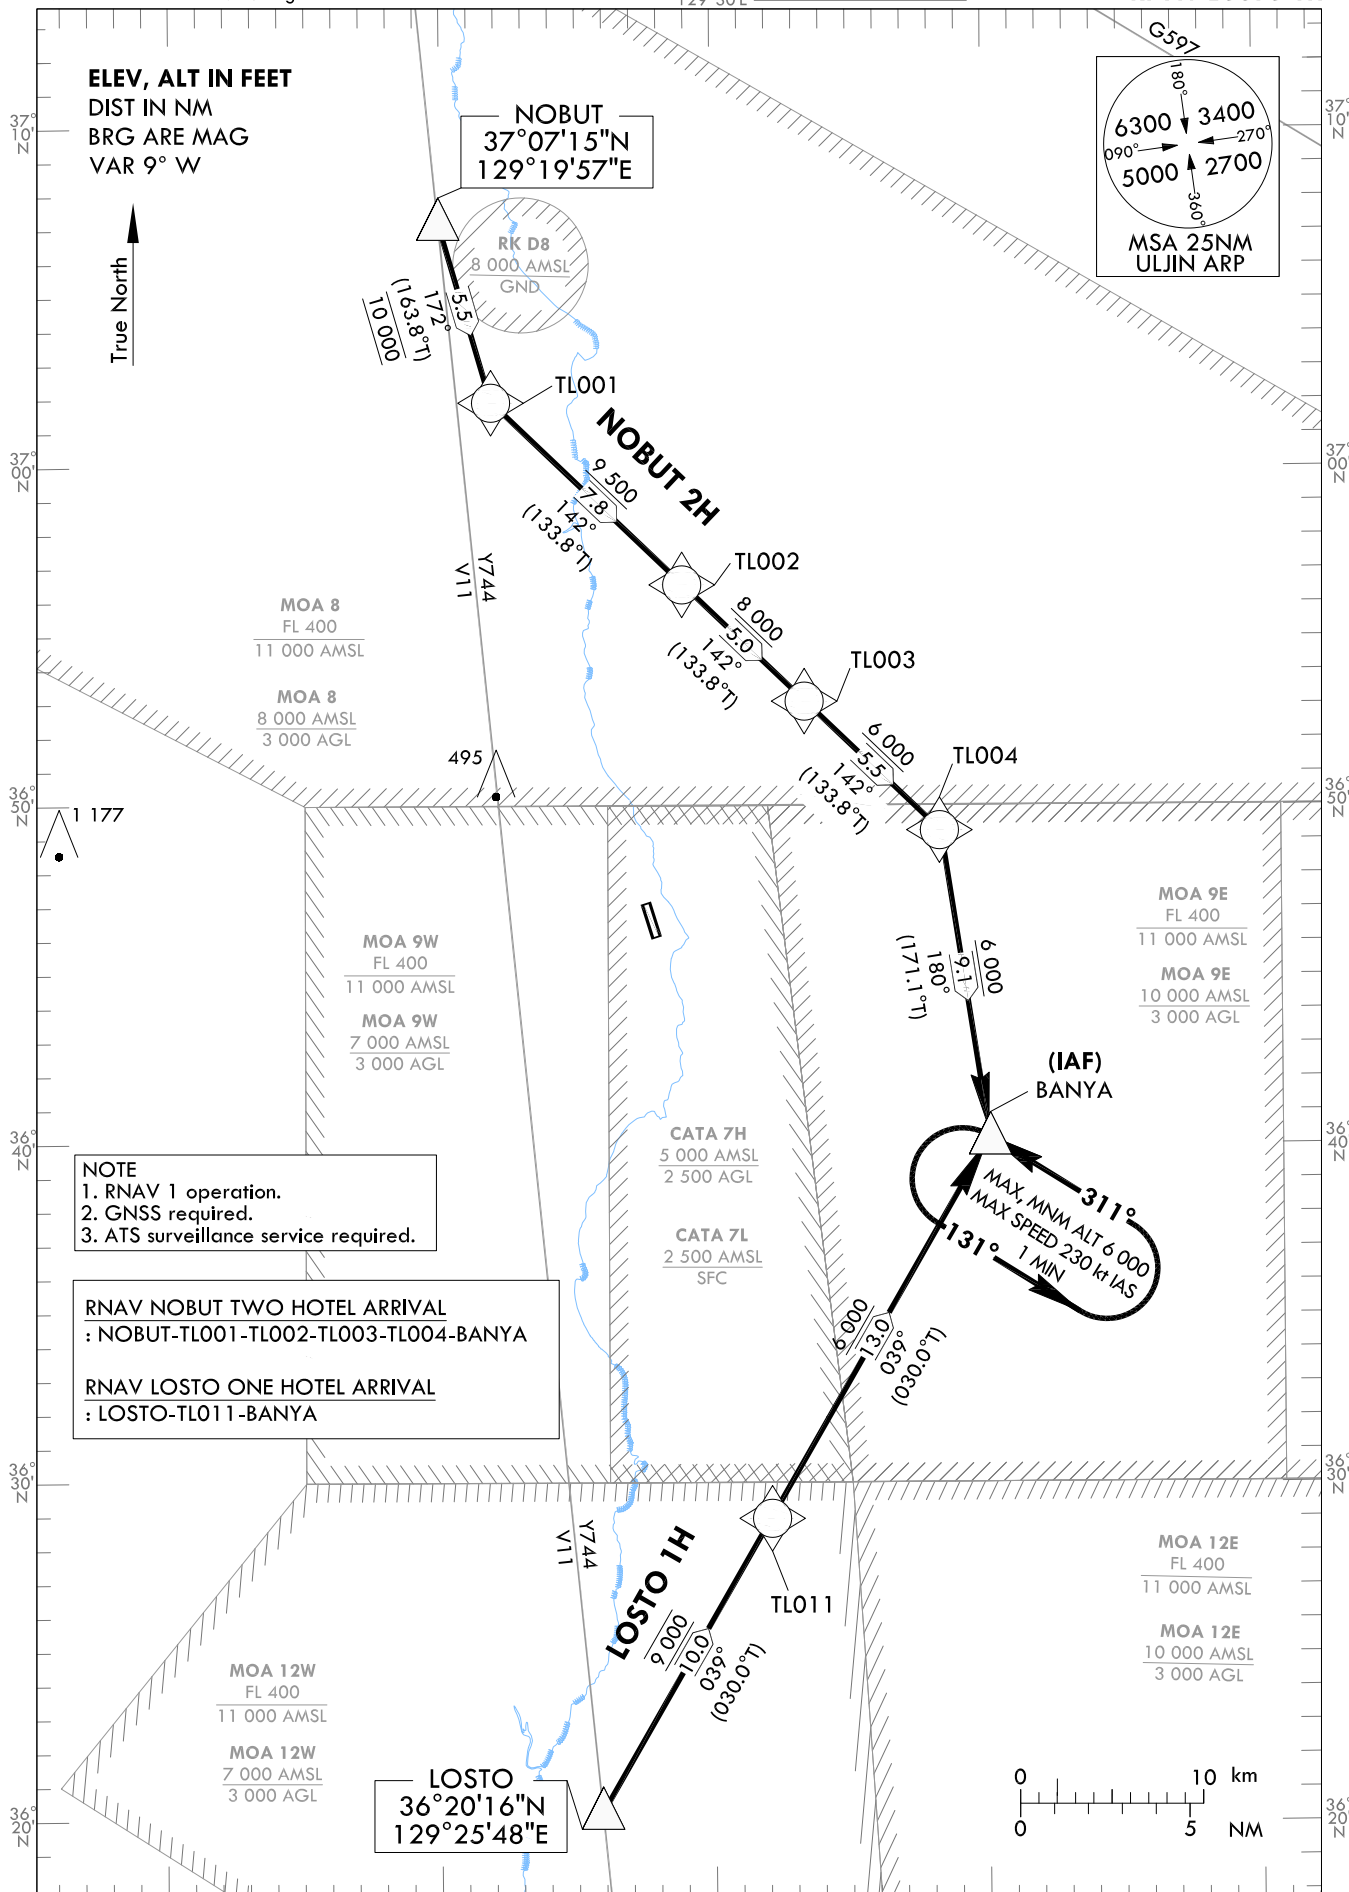 129°30'E
ELEV, ALT IN FEET
DIST IN NM
BRG ARE MAG
VAR 9° W
True North
NOBUT
37°07'15"N
129°19'57"E
G597
180°
6300
3400
090°
270°
5000
2700
360°
MSA 25NM
ULJIN ARP
37°
10'
N
37°
10'
N
RK D8
8 000 AMSL
GND
5.5
172°
(163.8°T)
10 000
TL001
NOBUT 2H
37°
00'
N
37°
00'
N
9 500
7.8
142°
(133.8°T)
TL002
Y744
V11
MOA 8
FL 400
11 000 AMSL
MOA 8
8 000 AMSL
3 000 AGL
8 000
5.0
142°
(133.8°T)
TL003
6 000
5.5
142°
(133.8°T)
TL004
495
1 177
36°
50'
N
36°
50'
N
MOA 9W
FL 400
11 000 AMSL
MOA 9W
7 000 AMSL
3 000 AGL
MOA 9E
FL 400
11 000 AMSL
MOA 9E
10 000 AMSL
3 000 AGL
6 000
9.1
180°
(171.1°T)
(IAF)
BANYA
36°
40'
N
36°
40'
N
CATA 7H
5 000 AMSL
2 500 AGL
CATA 7L
2 500 AMSL
SFC
311°
MAX, MNM ALT 6 000
MAX SPEED 230 kt IAS
1 MIN
131°
NOTE
1. RNAV 1 operation.
2. GNSS required.
3. ATS surveillance service required.
RNAV NOBUT TWO HOTEL ARRIVAL
: NOBUT-TL001-TL002-TL003-TL004-BANYA
RNAV LOSTO ONE HOTEL ARRIVAL
: LOSTO-TL011-BANYA
6 000
13.0
039°
(030.0°T)
36°
30'
N
36°
30'
N
Y744
V11
LOSTO 1H
TL011
9 000
10.0
039°
(030.0°T)
MOA 12E
FL 400
11 000 AMSL
MOA 12E
10 000 AMSL
3 000 AGL
MOA 12W
FL 400
11 000 AMSL
MOA 12W
7 000 AMSL
3 000 AGL
LOSTO
36°20'16"N
129°25'48"E
36°
20'
N
36°
20'
N
0 10 km
0 5 NM